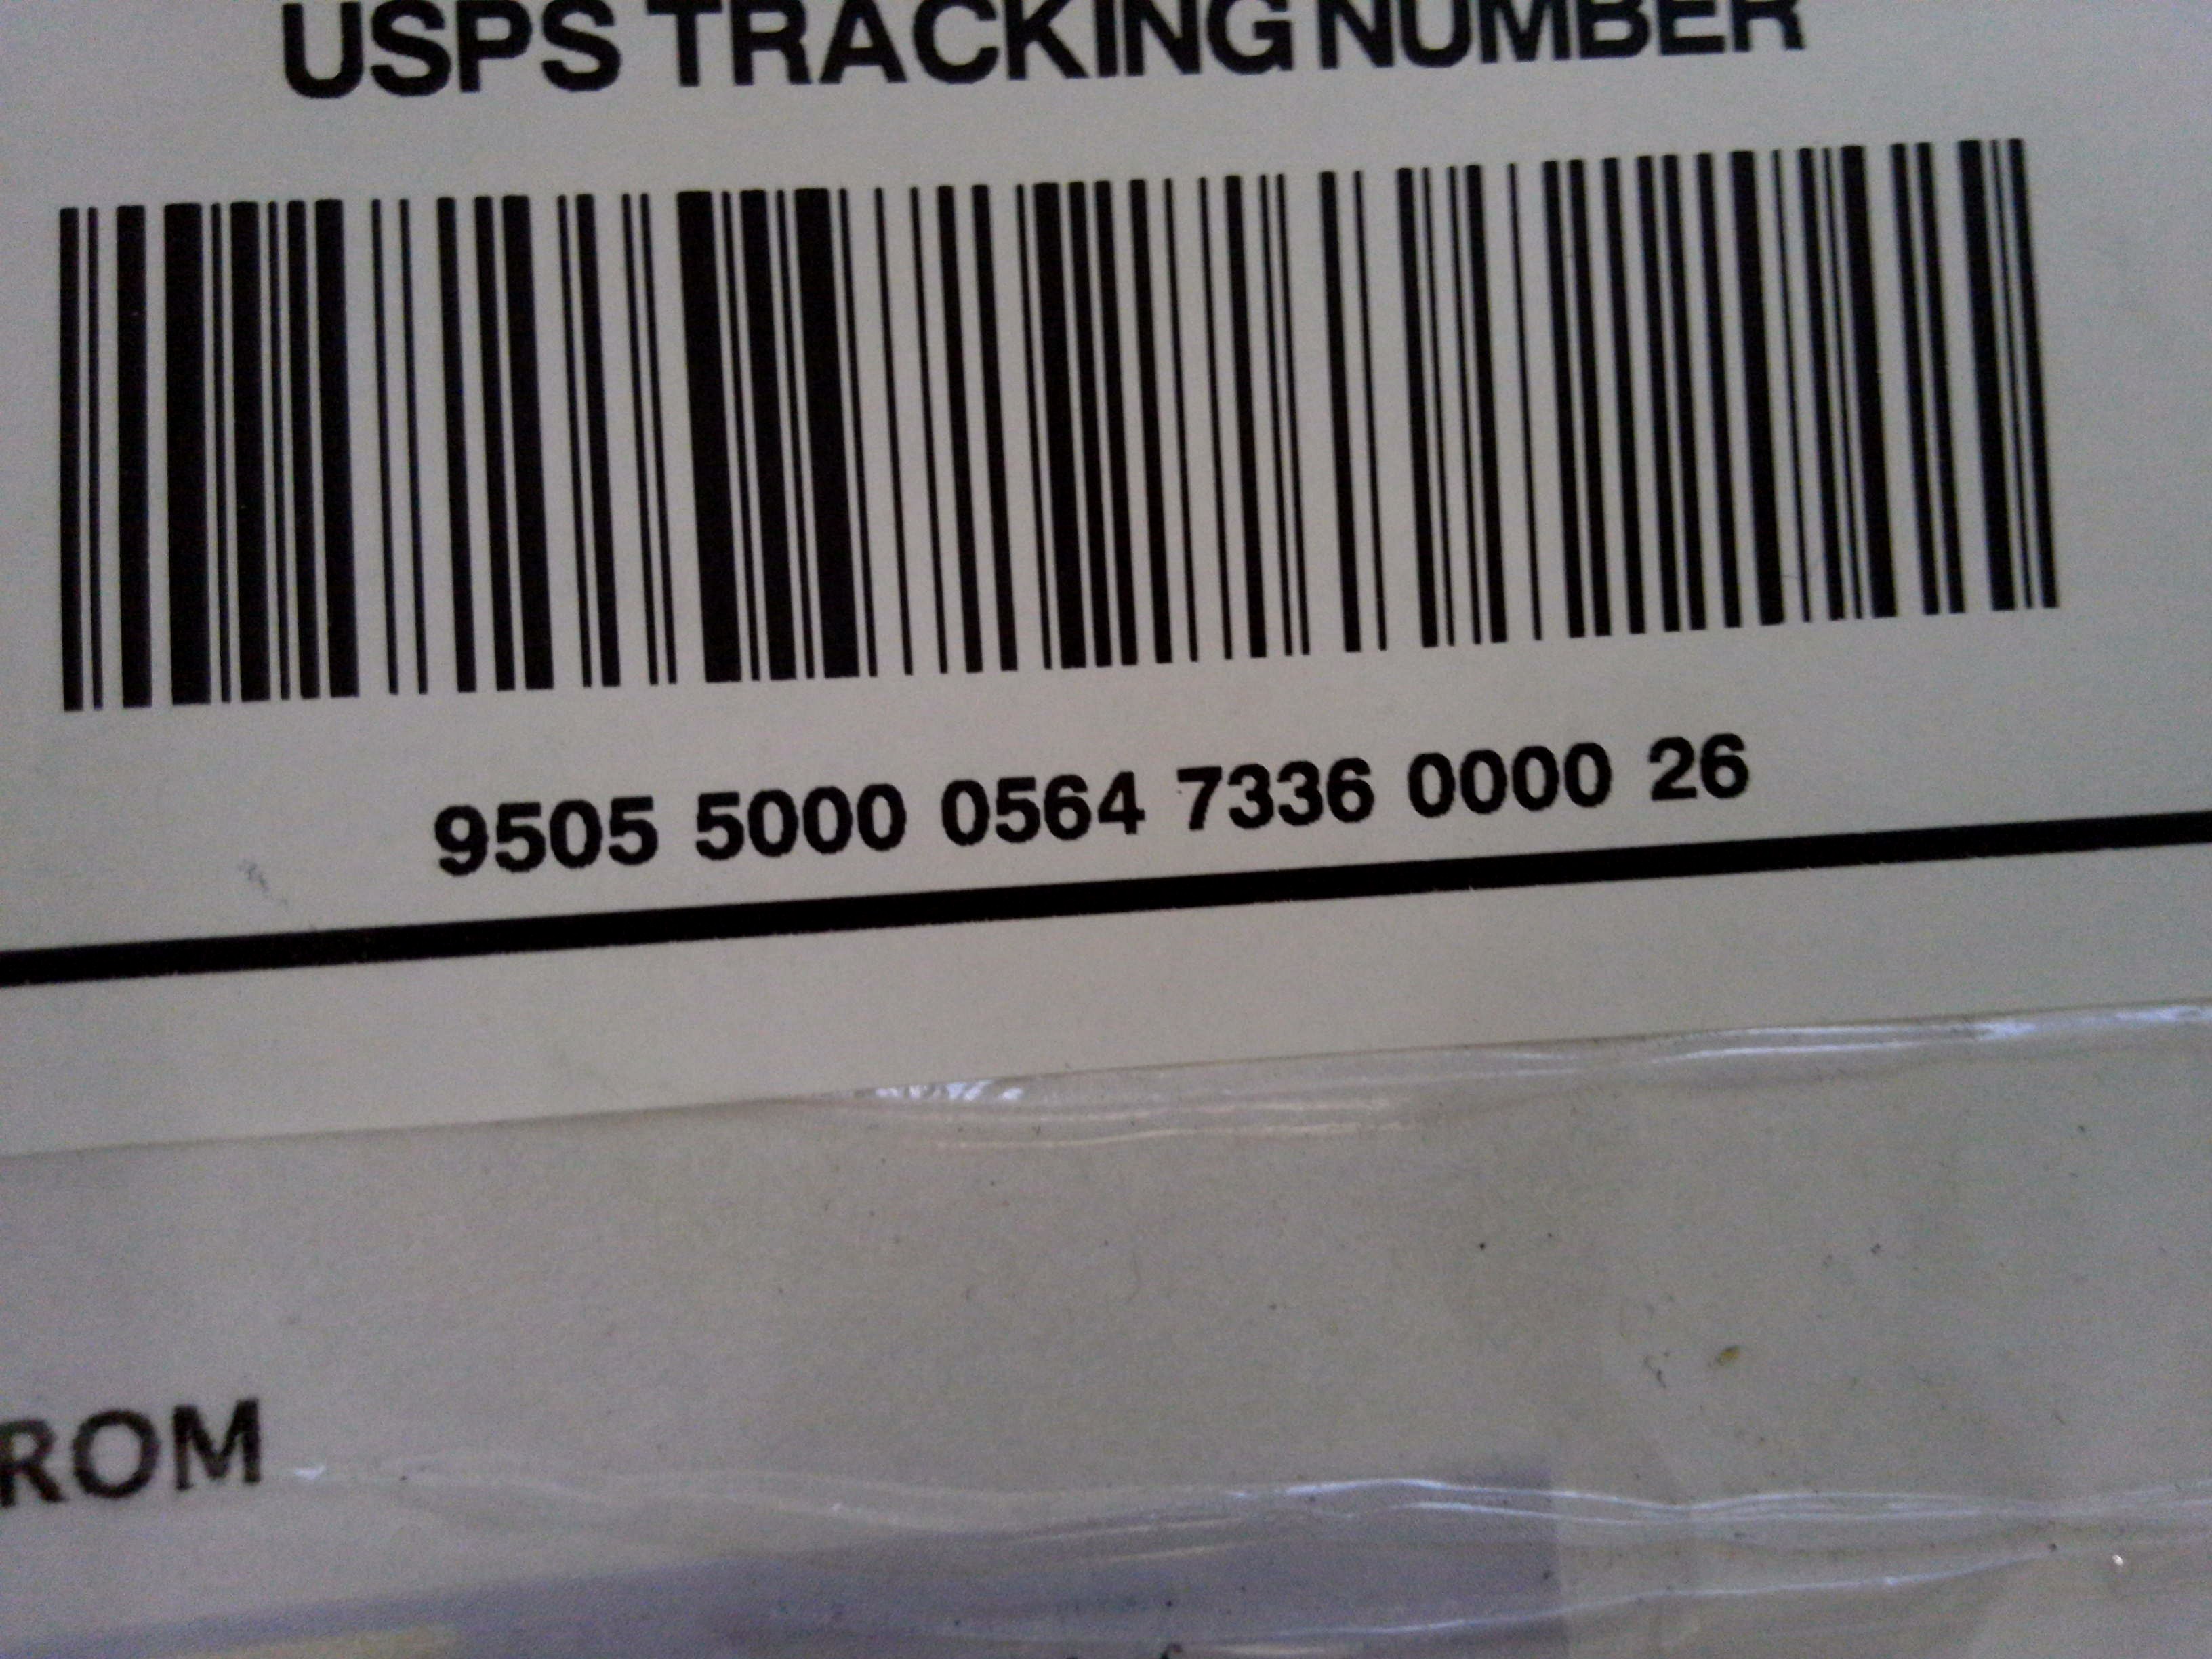 USPS TRACKING NUMBER
9505 5000 0564 7336 0000 26
ROM